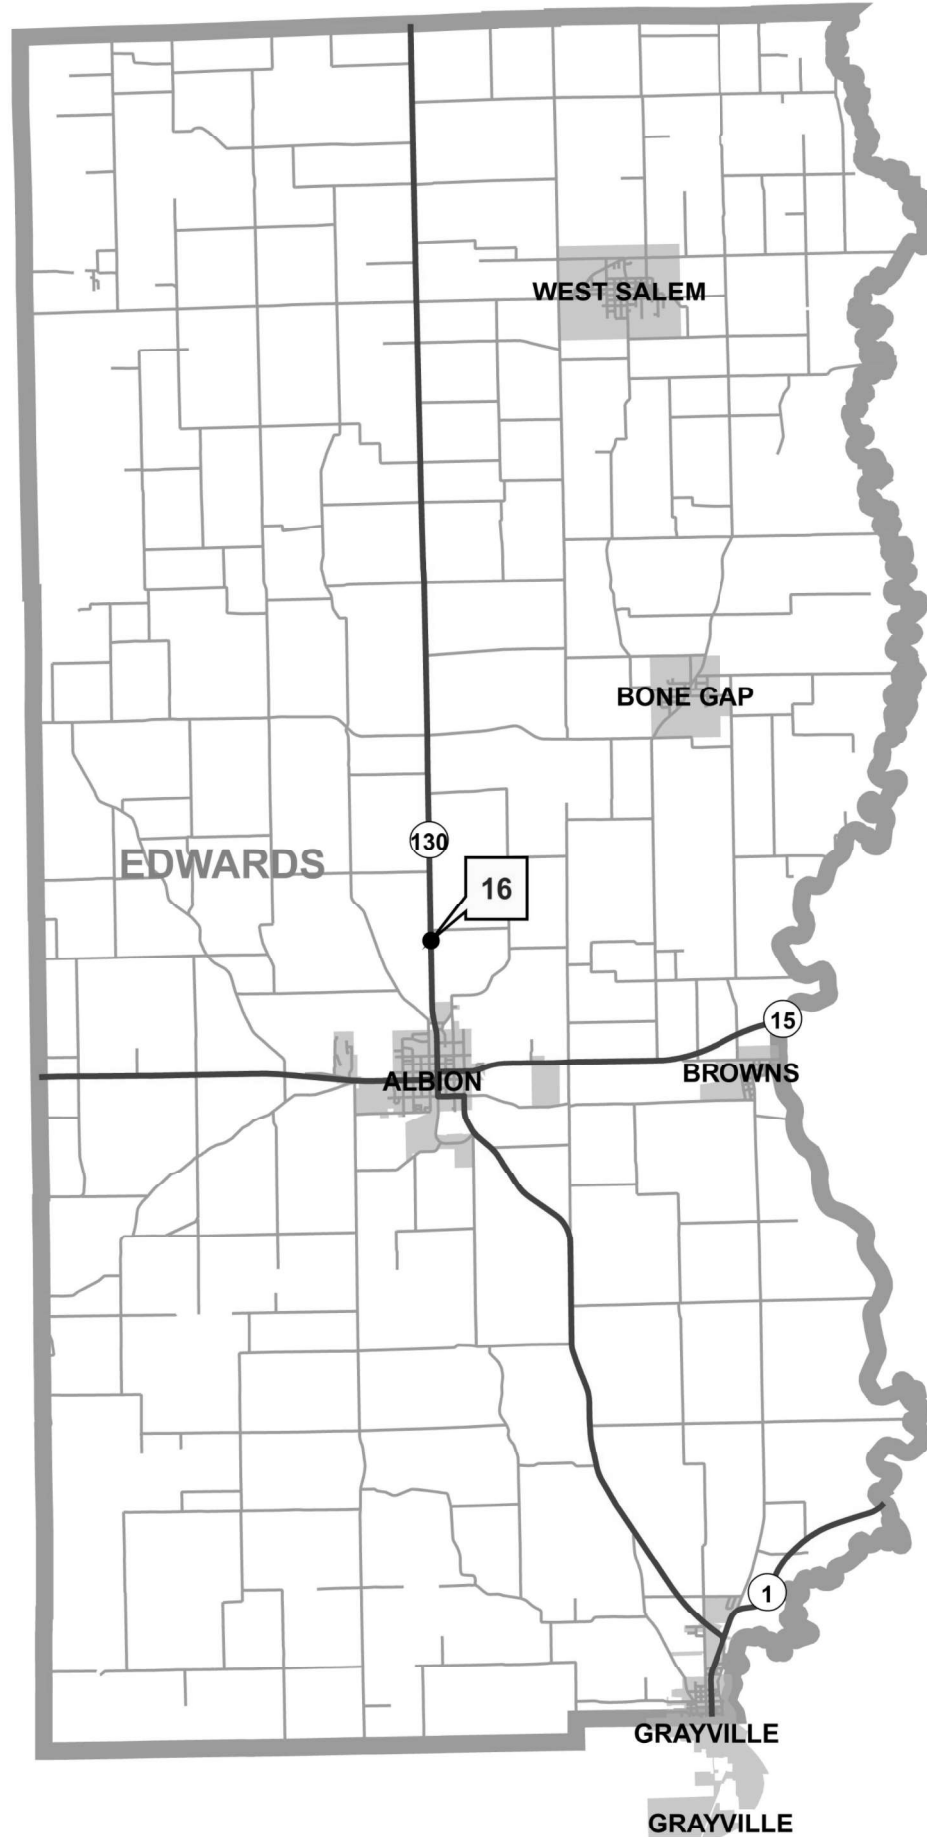 WEST SALEM
BONE GAP
130
EDWARDS
16
15
ALBION
BROWNS
1
GRAYVILLE
GRAYVILLE